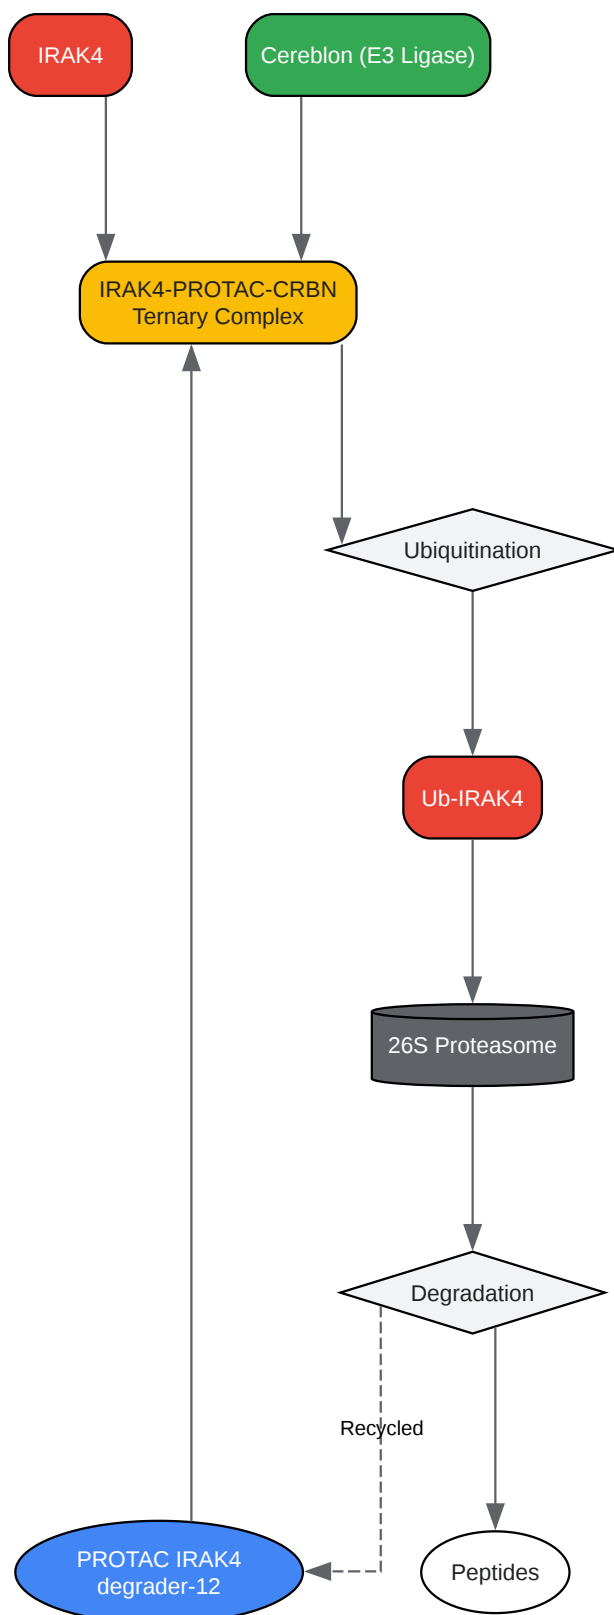 IRAK4
Cereblon (E3 Ligase)
IRAK4-PROTAC-CRBN
Ternary Complex
Ubiquitination
Ub-IRAK4
26S Proteasome
Degradation
Recycled
PROTAC IRAK4
degrader-12
Peptides